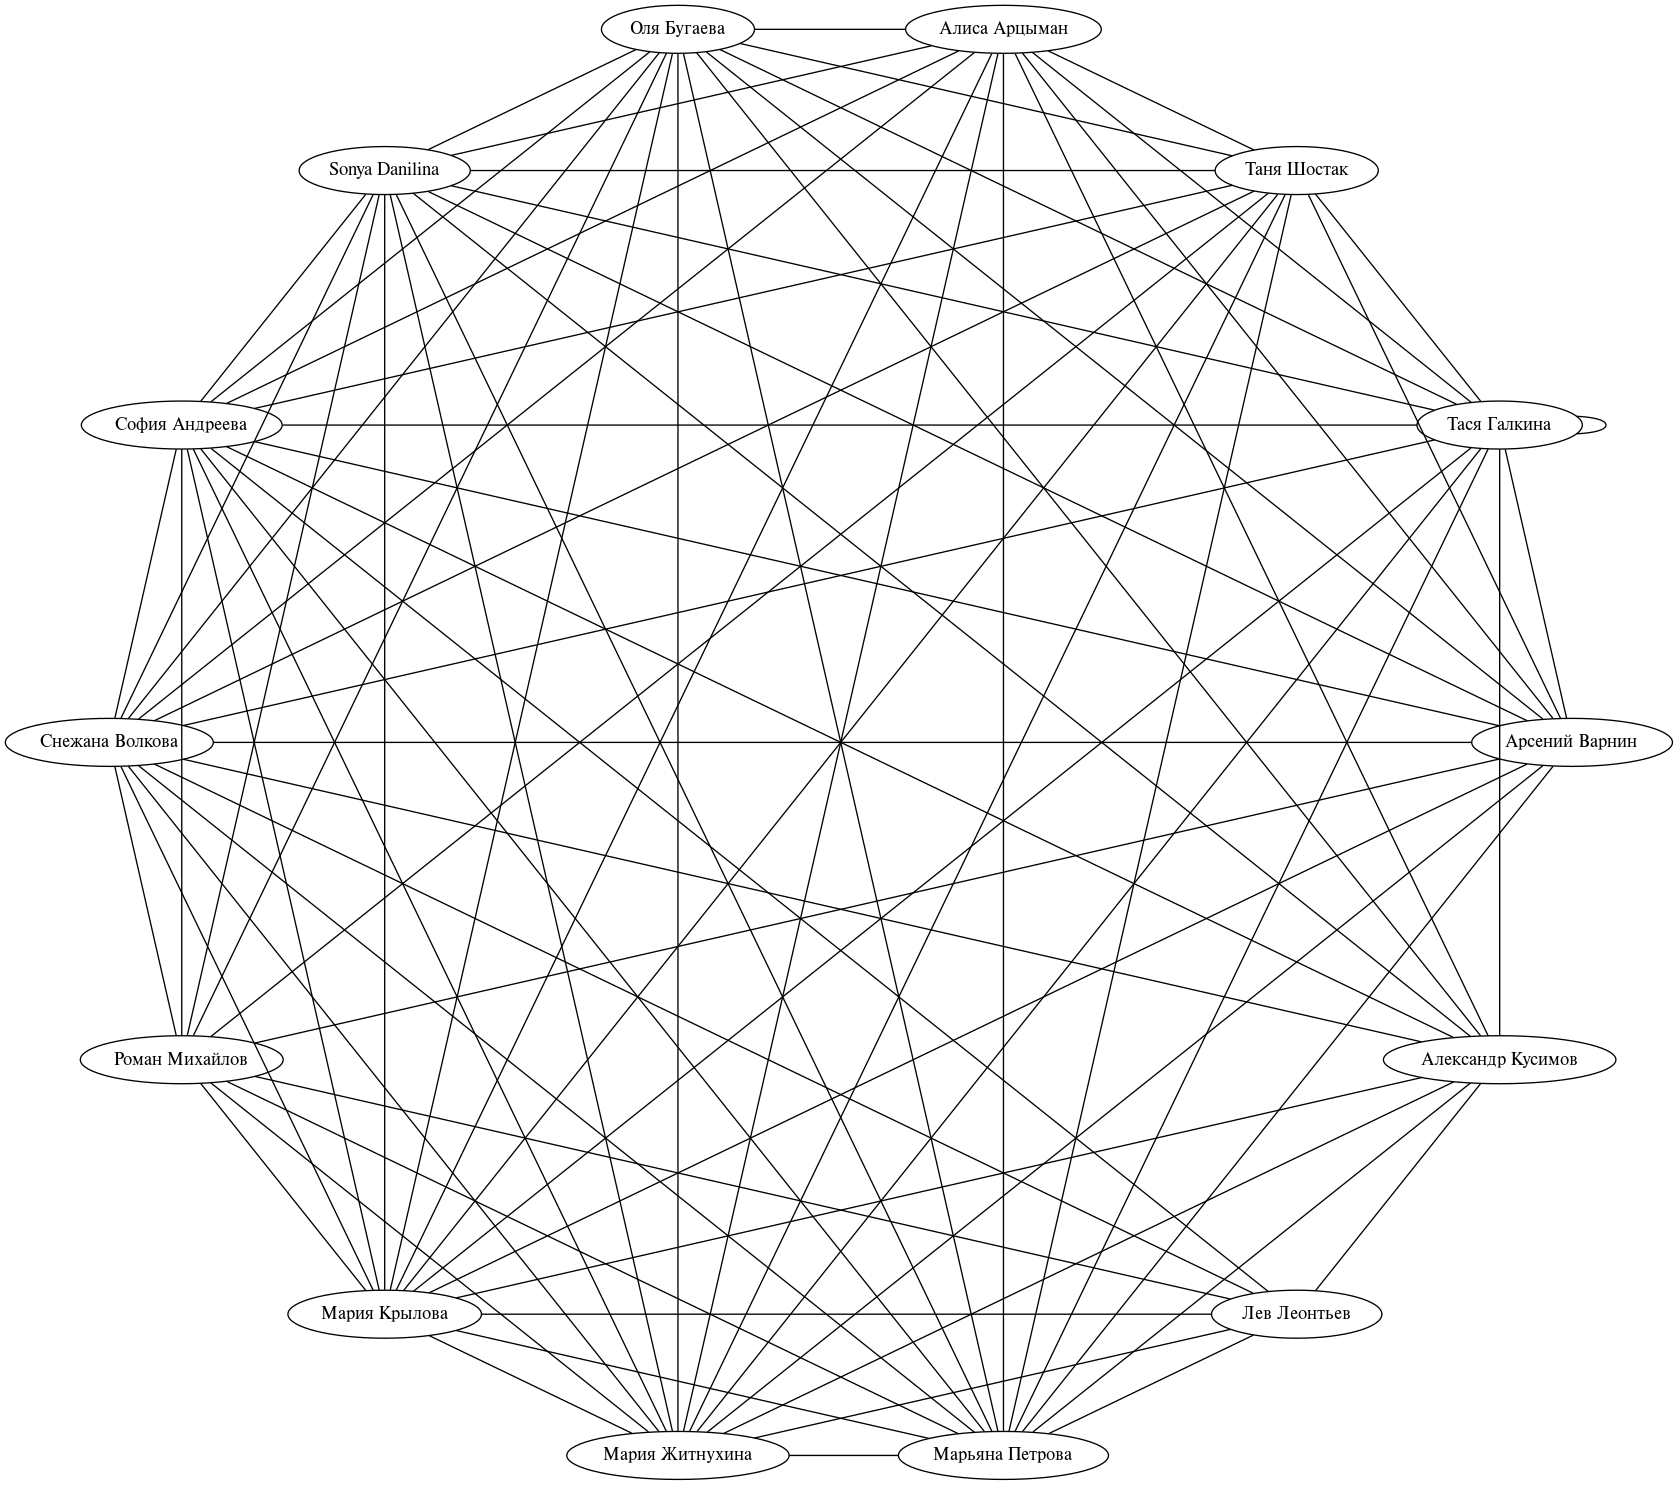 Оля Бугаева
Алиса Арцыман
Sonya Danilina
Таня Шостак
София Андреева
Тася Галкина
Снежана Волкова
Арсений Варнин
Роман Михайлов
Александр Кусимов
Мария Крылова
Лев Леонтьев
Мария Житнухина
Марьяна Петрова